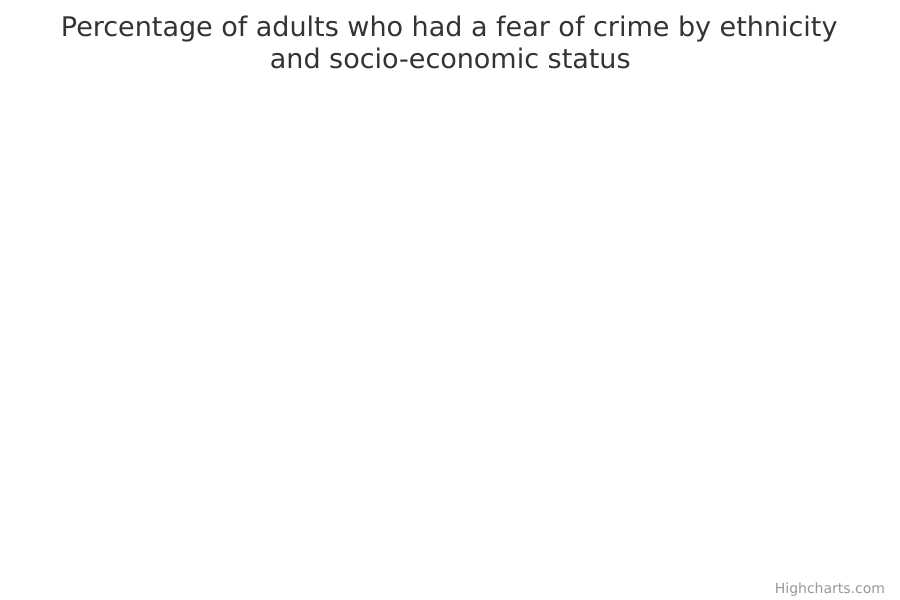 Percentage of adults who had a fear of crime by ethnicity
and socio-economic status
Highcharts.com